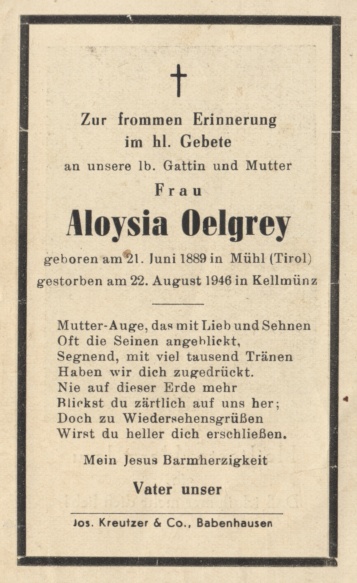 Zur frommen Erinnerung
im hl. Gebete
an unsere lb. Gattin und Mutter
Frau
Aloysia Oelgrey
geboren am 21. Juni 1889 in Mühl (Tirol)
gestorben am 22. August 1946 in Kellmünz
Mutter-Auge, das mit Lieb und Sehnen
Oft die Seinen angeblickt,
Segnend, mit viel tausend Tränen
Haben wir dich zugedrückt.
Nie auf dieser Erde mehr
Blickst du zärtlich auf uns her;
Doch zu Wiedersehensgrüßen
Wirst du heller dich erschließen.
Mein Jesus Barmherzigkeit
Vater unser
Jos. Kreutzer & Co., Babenhausen